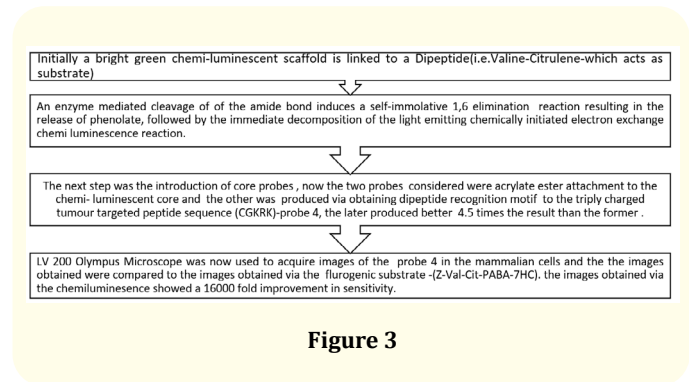 Initially a bright green chemi-luminescent scaffold is linked to a Dipeptide(i.e.Valine-Citrulene-which acts as
substrate)
An enzyme mediated cleavage of of the amide bond induces a self-immolative 1,6 elimination reaction resulting in the
release of phenolate, followed by the immediate decomposition of the light emitting chemically initiated electron exchange
chemi luminescence reaction.
The next step was the introduction of core probes , now the two probes considered were acrylate ester attachment to the
chemi- luminescent core and the other was produced via obtaining dipeptide recognition motif to the triply charged
tumour targeted peptide sequence (CGKRK)-probe 4, the later produced better 4.5 times the result than the former .
LV 200 Olympus Microscope was now used to acquire images of the probe 4 in the mammalian cells and the the images
obtained were compared to the images obtained via the flurogenic substrate -(Z-Val-Cit-PABA-7HC). the images obtained via
the chemiluminesence showed a 16000 fold improvement in sensitivity.
Figure 3